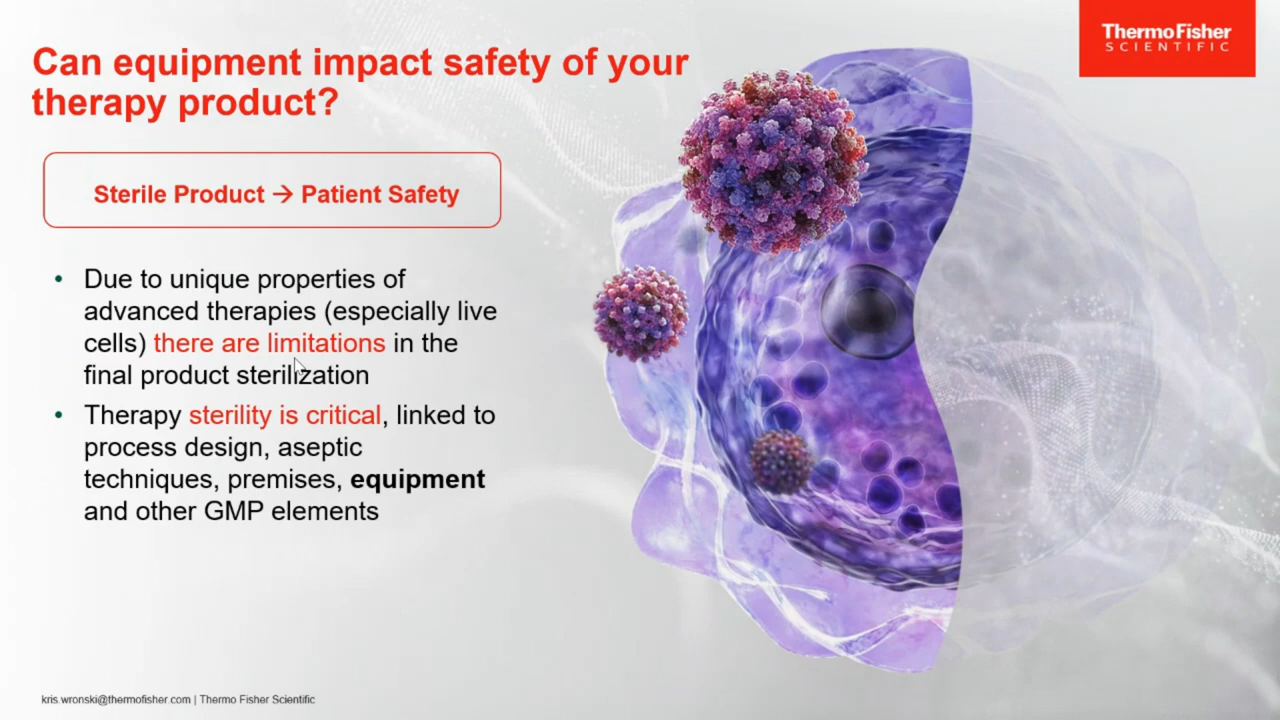 ThermoFisher
SCIENTIFIC
Can equipment impact safety of your
therapy product?
Sterile Product → Patient Safety
• Due to unique properties of
advanced therapies (especially live
cells) there are limitations in the
final product sterilization
• Therapy sterility is critical, linked to
process design, aseptic
techniques, premises, equipment
and other GMP elements
kris.wronski@thermofisher.com | Thermo Fisher Scientific